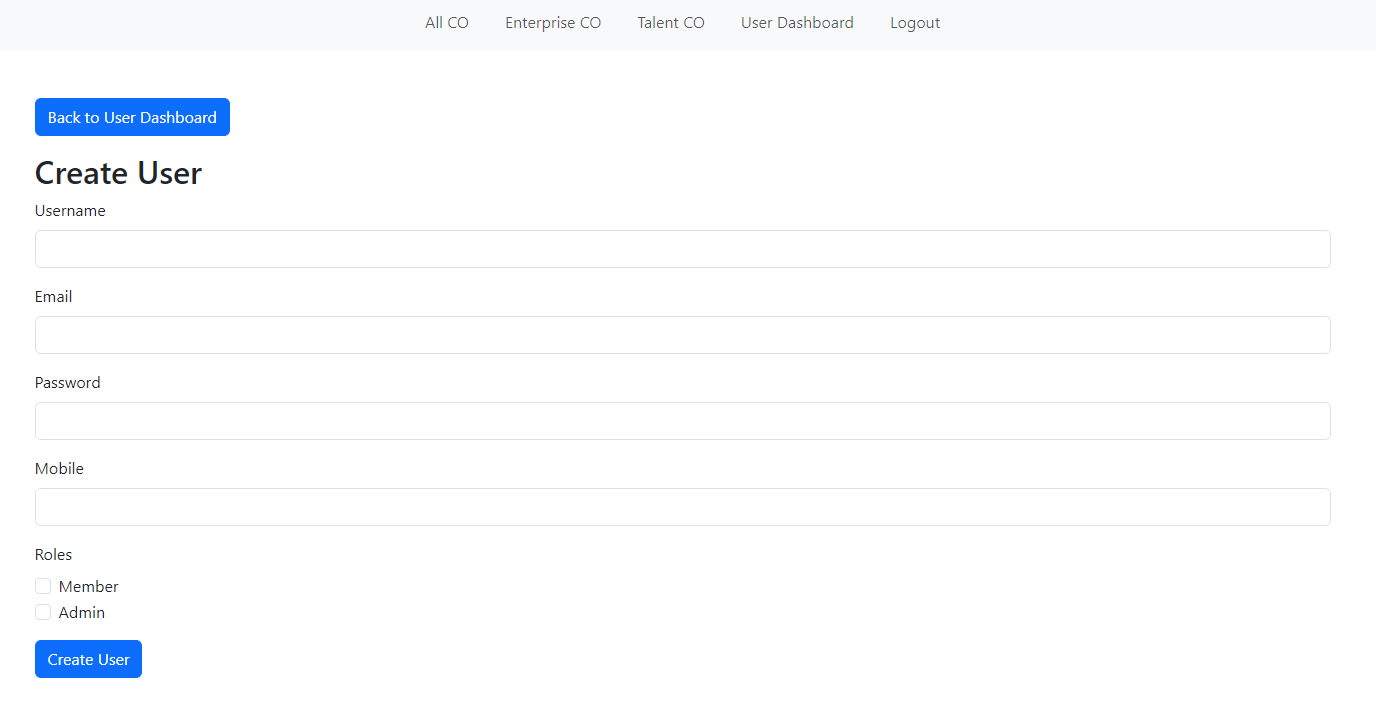 All CO Enterprise CO Talent CO User Dashboard Logout
Back to User Dashboard
Create User
Username
Email
Password
Mobile
Roles
Member
Admin
Create User